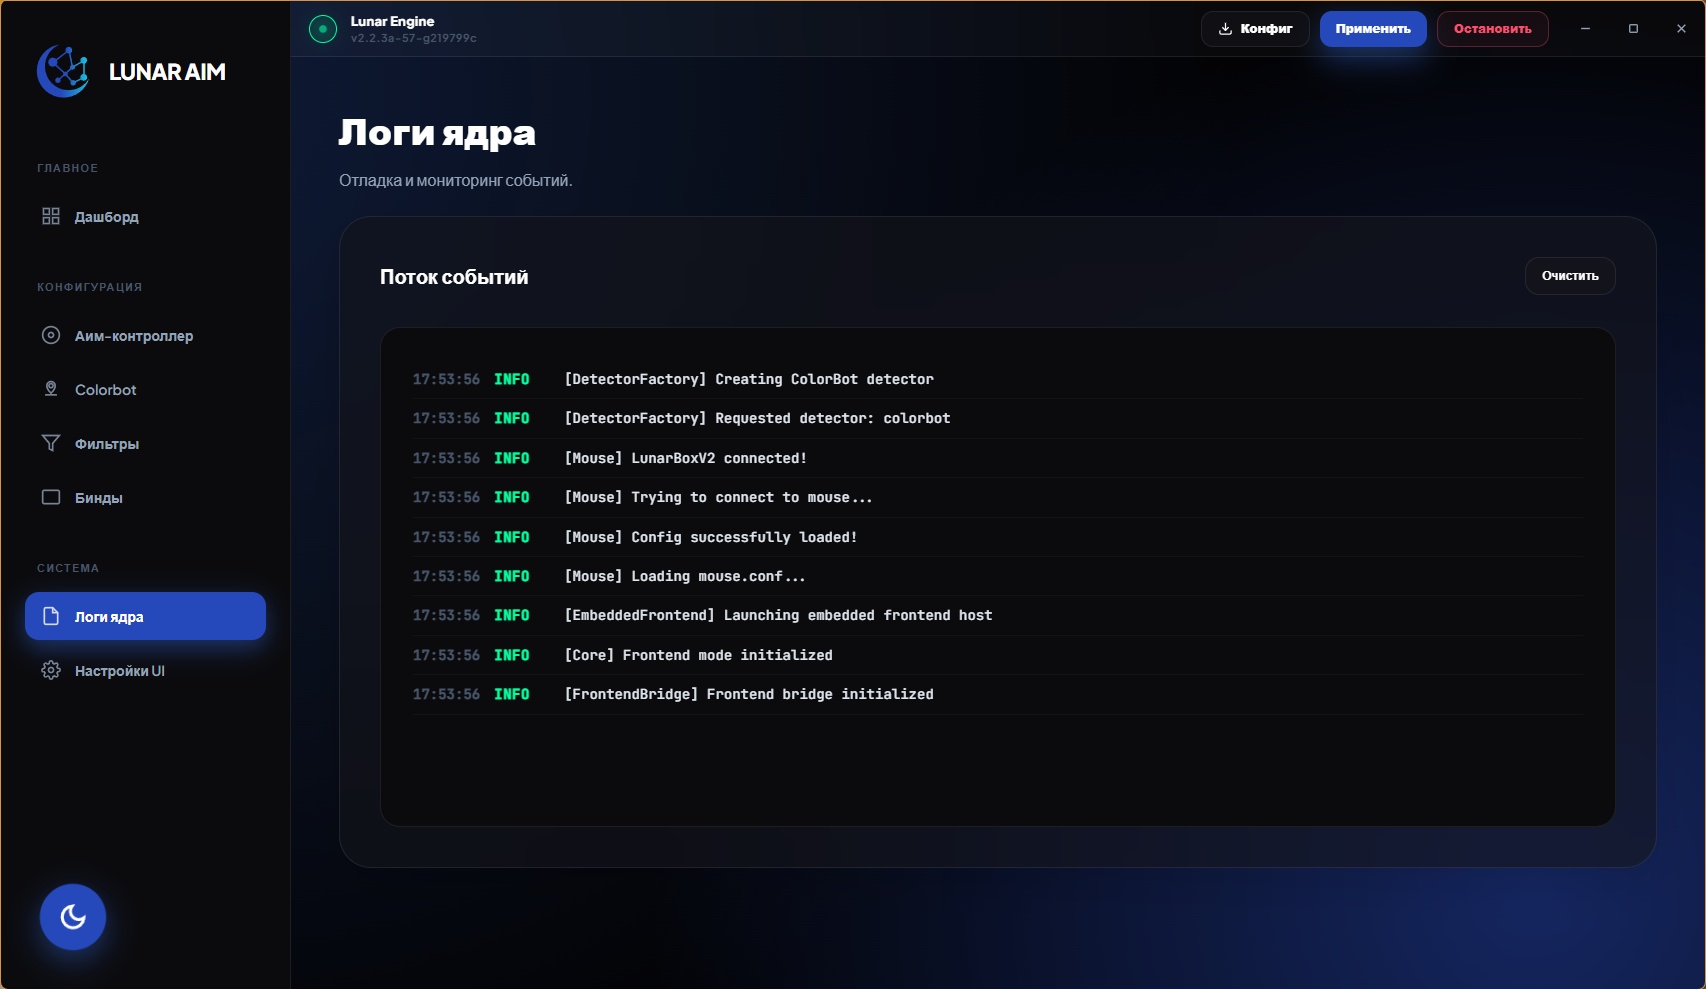 LUNAR AIM
ГЛАВНОЕ
Дашборд
КОНФИГУРАЦИЯ
Аим-контроллер
Colorbot
Фильтры
Бинды
СИСТЕМА
Логи ядра
Настройки UI
Lunar Engine
v2.2.3a-57-g219799c
Конфиг
Применить
Остановить
Логи ядра
Отладка и мониторинг событий.
Поток событий
Очистить
17:53:56 INFO [DetectorFactory] Creating ColorBot detector
17:53:56 INFO [DetectorFactory] Requested detector: colorbot
17:53:56 INFO [Mouse] LunarBoxV2 connected!
17:53:56 INFO [Mouse] Trying to connect to mouse...
17:53:56 INFO [Mouse] Config successfully loaded!
17:53:56 INFO [Mouse] Loading mouse.conf...
17:53:56 INFO [EmbeddedFrontend] Launching embedded frontend host
17:53:56 INFO [Core] Frontend mode initialized
17:53:56 INFO [FrontendBridge] Frontend bridge initialized